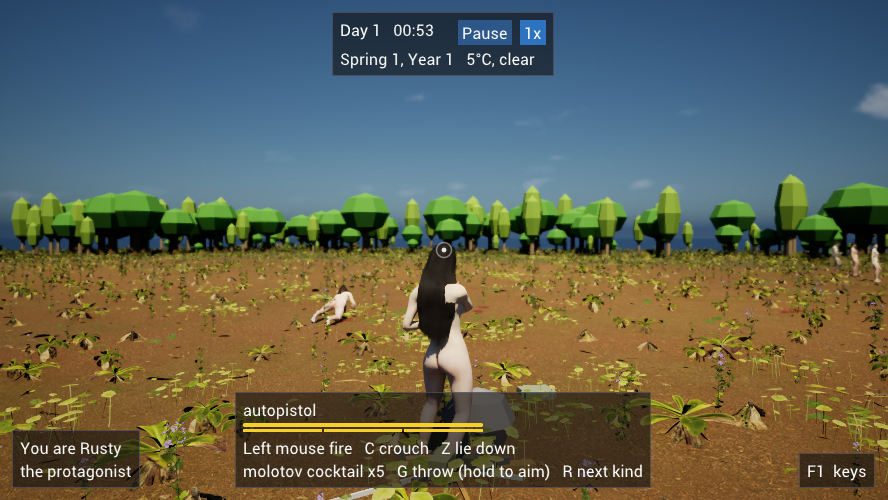 Day 1 00:53 Pause 1x
Spring 1, Year 1 5°C, clear
autopistol
Left mouse fire C crouch Z lie down
molotov cocktail x5 G throw (hold to aim) R next kind
You are Rusty
the protagonist
F1 keys